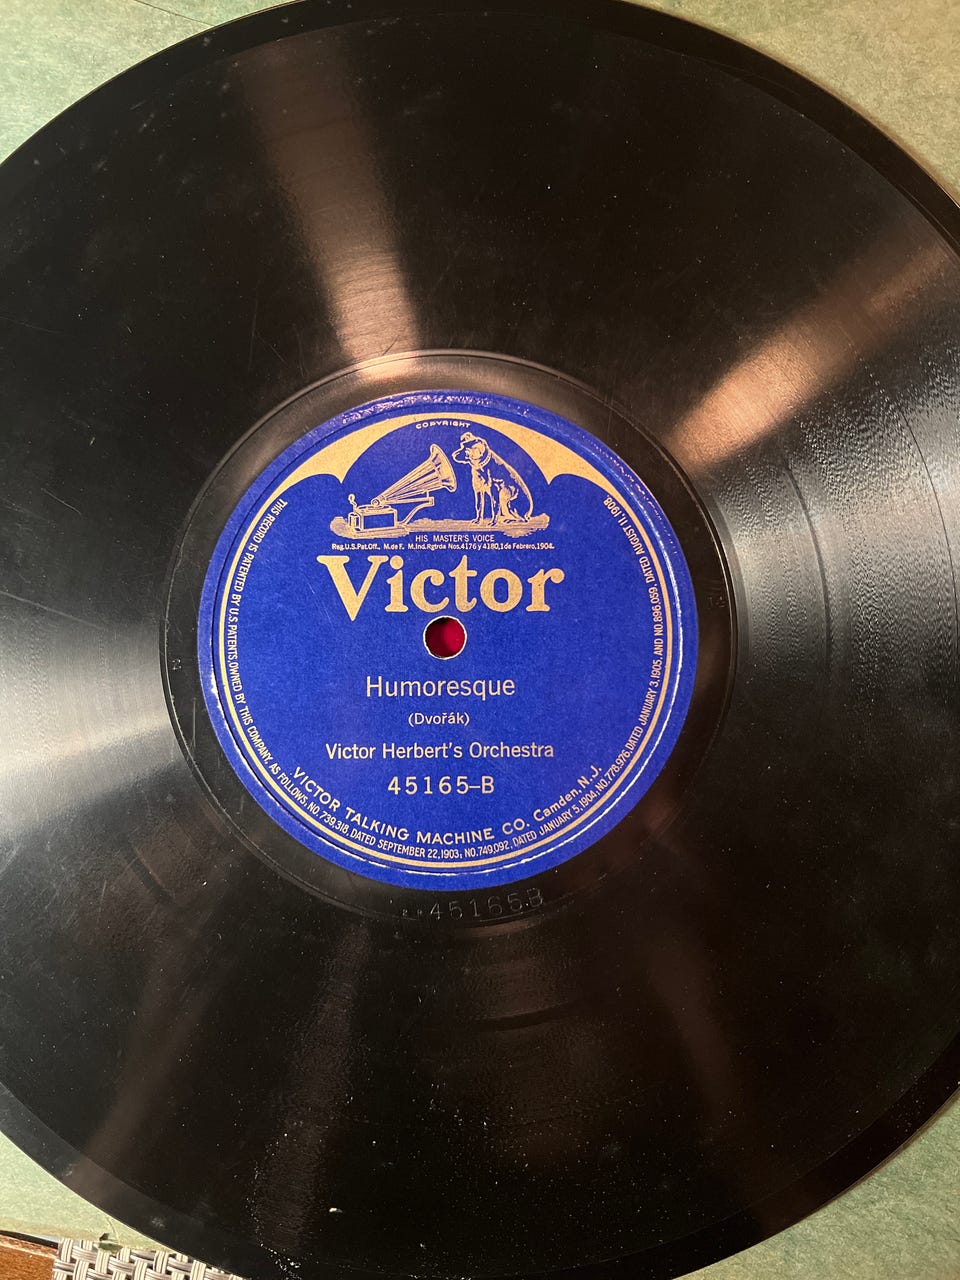 COPYRIGHT
HIS MASTER'S VOICE
Reg.U.S.Pat.Off. M.de F. M.Ind.Rgtrda Nos.4176 y 4180,1 de Febrero,1904.
Victor
Humoresque
(Dvořák)
Victor Herbert's Orchestra
45165-B
VICTOR TALKING MACHINE CO. Camden, N.J.
THIS RECORD IS PATENTED BY U.S. PATENTS, OWNED BY THIS COMPANY, AS FOLLOWS, NO. 739,318, DATED SEPTEMBER 22,1903, NO.749,092, DATED JANUARY 5, 1904, NO.778,976, DATED JANUARY 3, 1905, AND NO.896,059, DATED AUGUST 11, 1908.
45165B